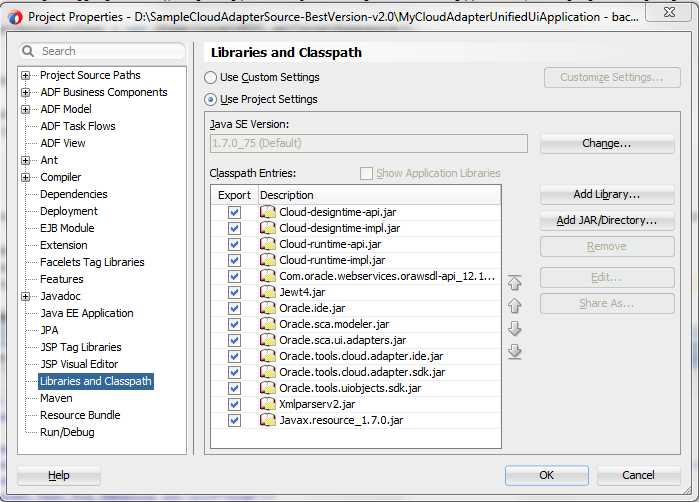 Project Properties - D:\SampleCloudAdapterSource-BestVersion-v2.0\MyCloudAdapterUnifiedUiApplication - bac...
Search
Project Source Paths
ADF Business Components
ADF Model
ADF Task Flows
ADF View
Ant
Compiler
Dependencies
Deployment
EJB Module
Extension
Facelets Tag Libraries
Features
Javadoc
Java EE Application
JPA
JSP Tag Libraries
JSP Visual Editor
Libraries and Classpath
Maven
Resource Bundle
Run/Debug
Libraries and Classpath
Use Custom Settings
Customize Settings...
Use Project Settings
Java SE Version:
1.7.0_75 (Default)
Change...
Classpath Entries:
Show Application Libraries
Export Description
Cloud-designtime-api.jar
Cloud-designtime-impl.jar
Cloud-runtime-api.jar
Cloud-runtime-impl.jar
Com.oracle.webservices.orawsdl-api_12.1...
Jewt4.jar
Oracle.ide.jar
Oracle.sca.modeler.jar
Oracle.sca.ui.adapters.jar
Oracle.tools.cloud.adapter.ide.jar
Oracle.tools.cloud.adapter.sdk.jar
Oracle.tools.uiobjects.sdk.jar
Xmlparserv2.jar
Javax.resource_1.7.0.jar
Add Library...
Add JAR/Directory...
Remove
Edit...
Share As...
Help
OK
Cancel